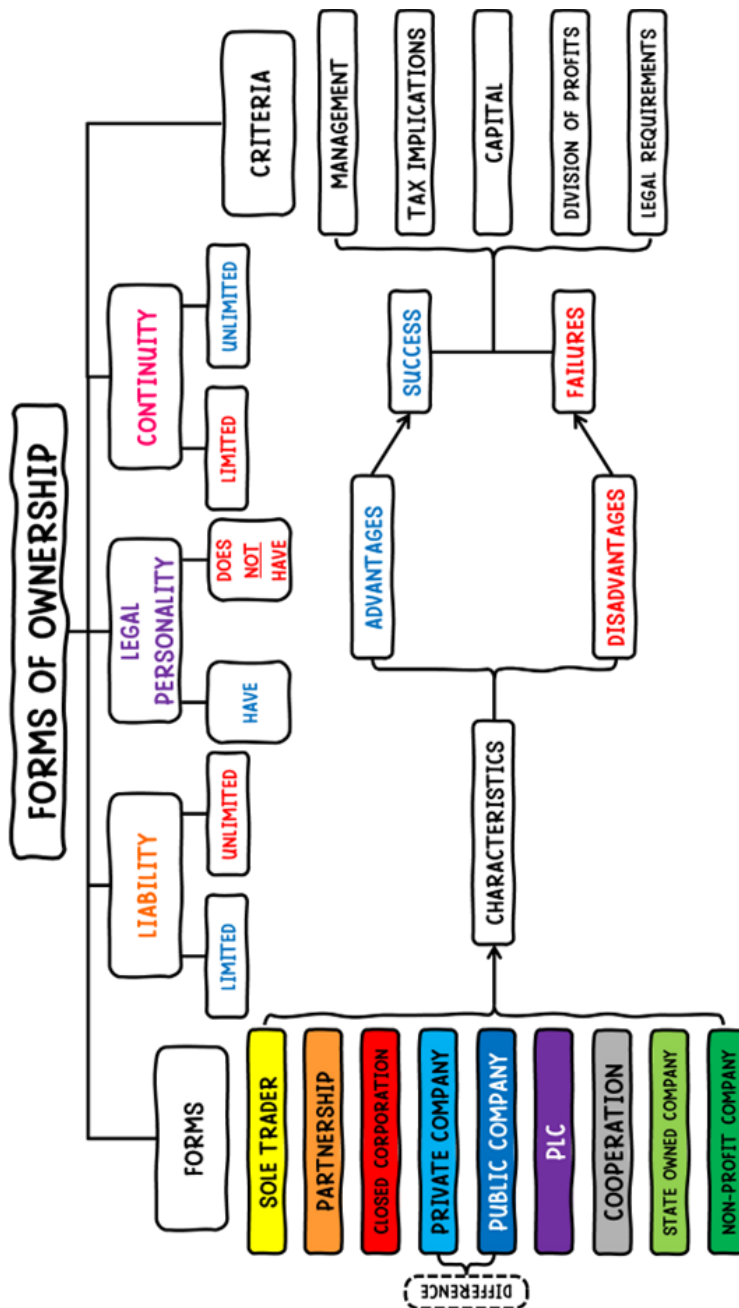 FORMS OF OWNERSHIP
FORMS
LIABILITY
LEGAL
PERSONALITY
CONTINUITY
CRITERIA
LIMITED
UNLIMITED
HAVE
DOES
NOT
HAVE
LIMITED
UNLIMITED
SOLE TRADER
PARTNERSHIP
CLOSED CORPORATION
PRIVATE COMPANY
PUBLIC COMPANY
PLC
COOPERATION
STATE OWNED COMPANY
NON-PROFIT COMPANY
DIFFERENCE
CHARACTERISTICS
ADVANTAGES
DISADVANTAGES
SUCCESS
FAILURES
MANAGEMENT
TAX IMPLICATIONS
CAPITAL
DIVISION OF PROFITS
LEGAL REQUIREMENTS